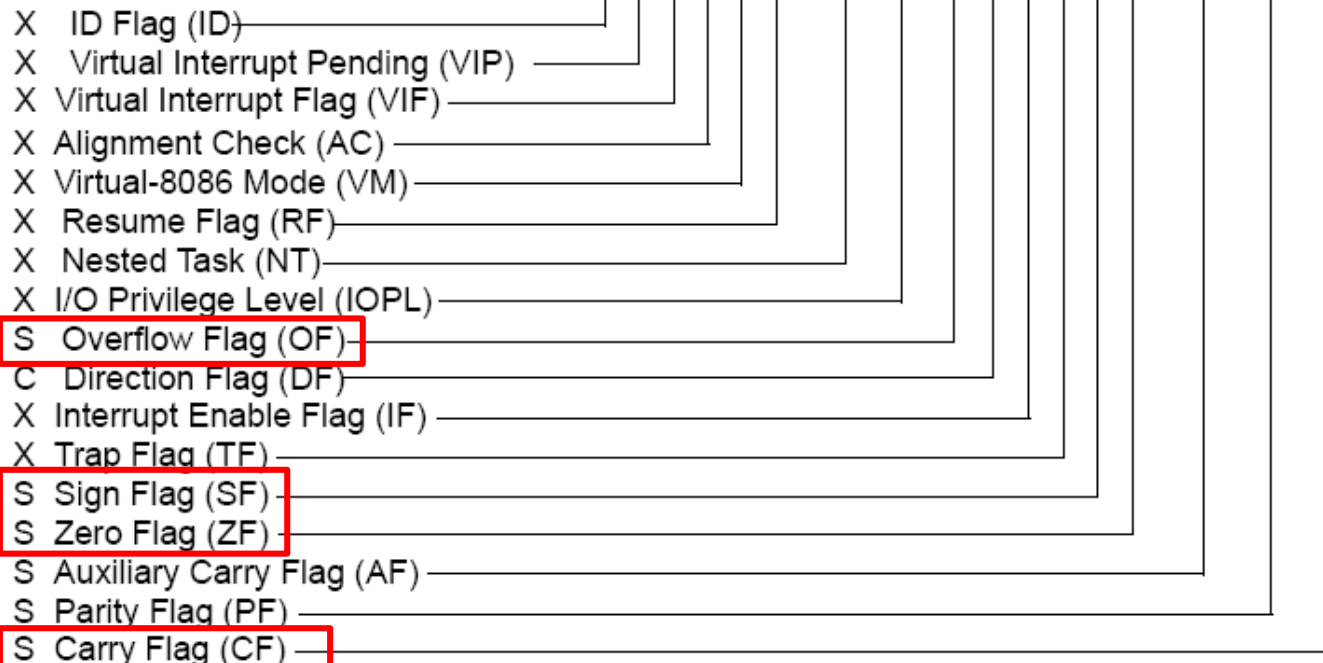 X ID Flag (ID)
X Virtual Interrupt Pending (VIP)
X Virtual Interrupt Flag (VIF)
X Alignment Check (AC)
X Virtual-8086 Mode (VM)
X Resume Flag (RF)
X Nested Task (NT)
X I/O Privilege Level (IOPL)
S Overflow Flag (OF)
C Direction Flag (DF)
X Interrupt Enable Flag (IF)
X Trap Flag (TF)
S Sign Flag (SF)
S Zero Flag (ZF)
S Auxiliary Carry Flag (AF)
S Parity Flag (PF)
S Carry Flag (CF)